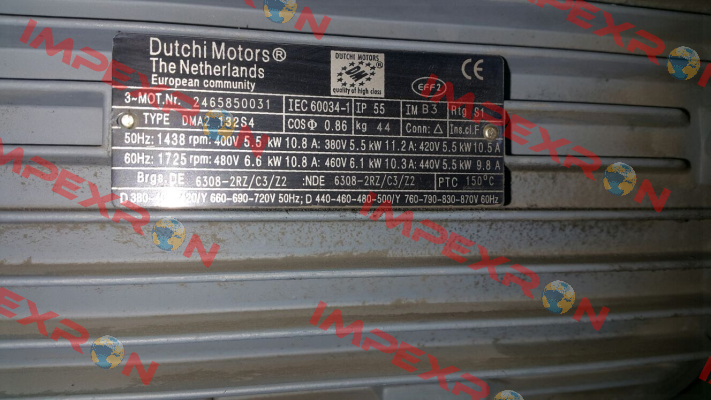 Dutchi Motors®
The Netherlands
European community
DUTCHI MOTORS
DM
quality of high class
EFF2
CE
3-MOT.Nr. 2465850031 IEC 60034-1 IP 55 IM B3 Rtg S1
TYPE DMA2 132S4 COSΦ 0.86 kg 44 Conn: △ Ins.cl.F
50Hz: 1438 rpm: 400V 5.5 kW 10.8 A: 380V 5.5 kW 11.2 A: 420V 5.5 kW 10.5 A
60Hz: 1725 rpm: 480V 6.6 kW 10.8 A: 460V 6.1 kW 10.3 A: 440V 5.5 kW 9.8 A
Brgs: DE 6308-2RZ/C3/Z2 :NDE 6308-2RZ/C3/Z2 PTC 150°C
D 380- 20/Y 660-690-720V 50Hz; D 440-460-480-500/Y 760-790-830-870V 60Hz
IMPEXRON